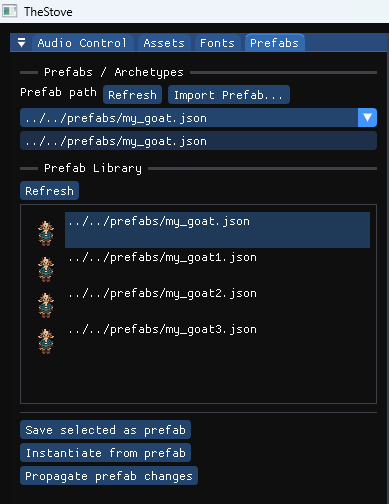 TheStove
Audio Control Assets Fonts Prefabs
Prefabs / Archetypes
Prefab path Refresh Import Prefab...
../../prefabs/my_goat.json
../../prefabs/my_goat.json
Prefab Library
Refresh
../../prefabs/my_goat.json
../../prefabs/my_goat1.json
../../prefabs/my_goat2.json
../../prefabs/my_goat3.json
Save selected as prefab
Instantiate from prefab
Propagate prefab changes